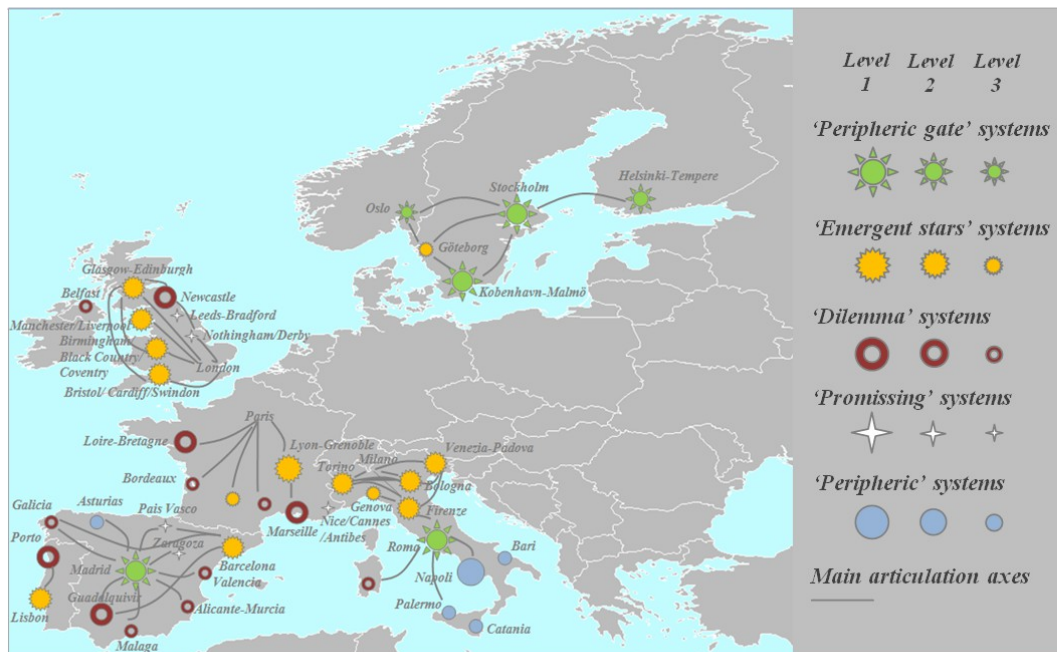 Level Level Level
1 2 3
‘Peripheric gate’ systems
‘Emergent stars’ systems
‘Dilemma’ systems
‘Promissing’ systems
‘Peripheric’ systems
Main articulation axes
Helsinki-Tempere
Stockholm
Oslo
Göteborg
Kobenhavn-Malmö
Glasgow-Edinburgh
Belfast
Newcastle
Leeds-Bradford
Manchester/Liverpool
Nothingham/Derby
Birmingham/
Black Country/
Coventry
London
Bristol/ Cardiff/Swindon
Paris
Loire-Bretagne
Lyon-Grenoble
Venezia-Padova
Milano
Torino
Bordeaux
Bologna
Genova
Firenze
Asturias
Galicia
Pais Vasco
Marseille
Nice/Cannes
/Antibes
Porto
Zaragoza
Romo
Bari
Madrid
Barcelona
Valencia
Napoli
Guadelquivir
Lisbon
Alicante-Murcia
Palermo
Catania
Malaga